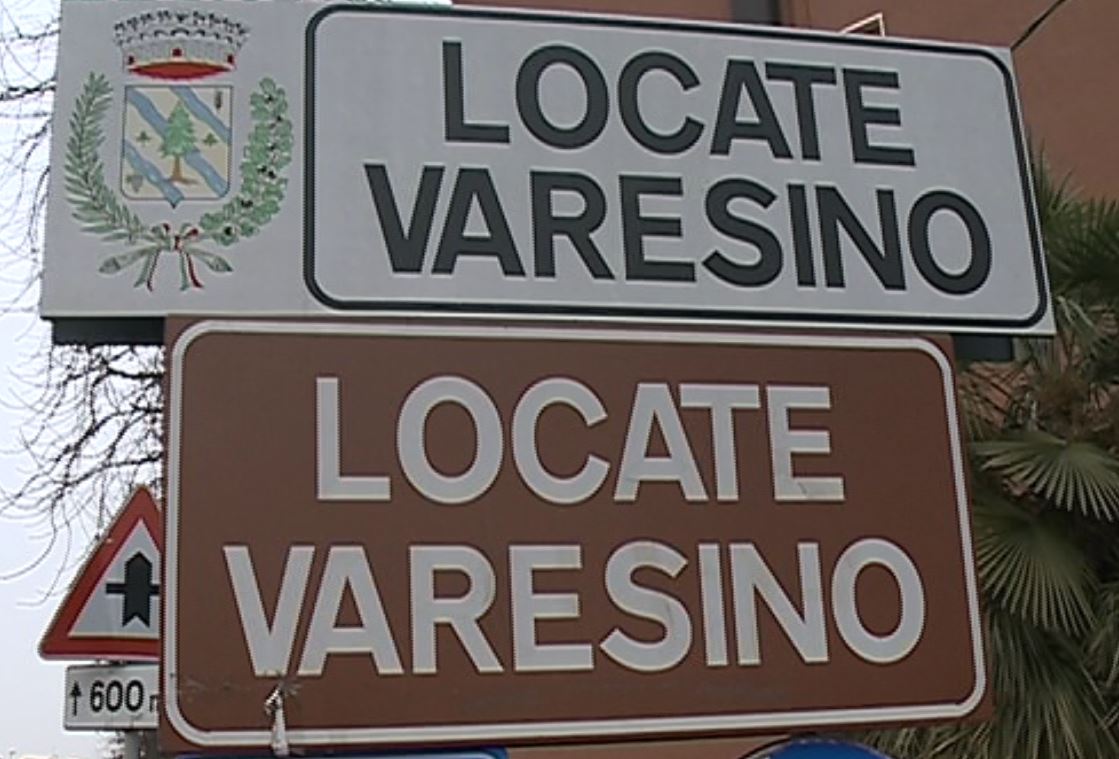 LOCATE
VARESINO
LOCATE
VARESINO
600 m